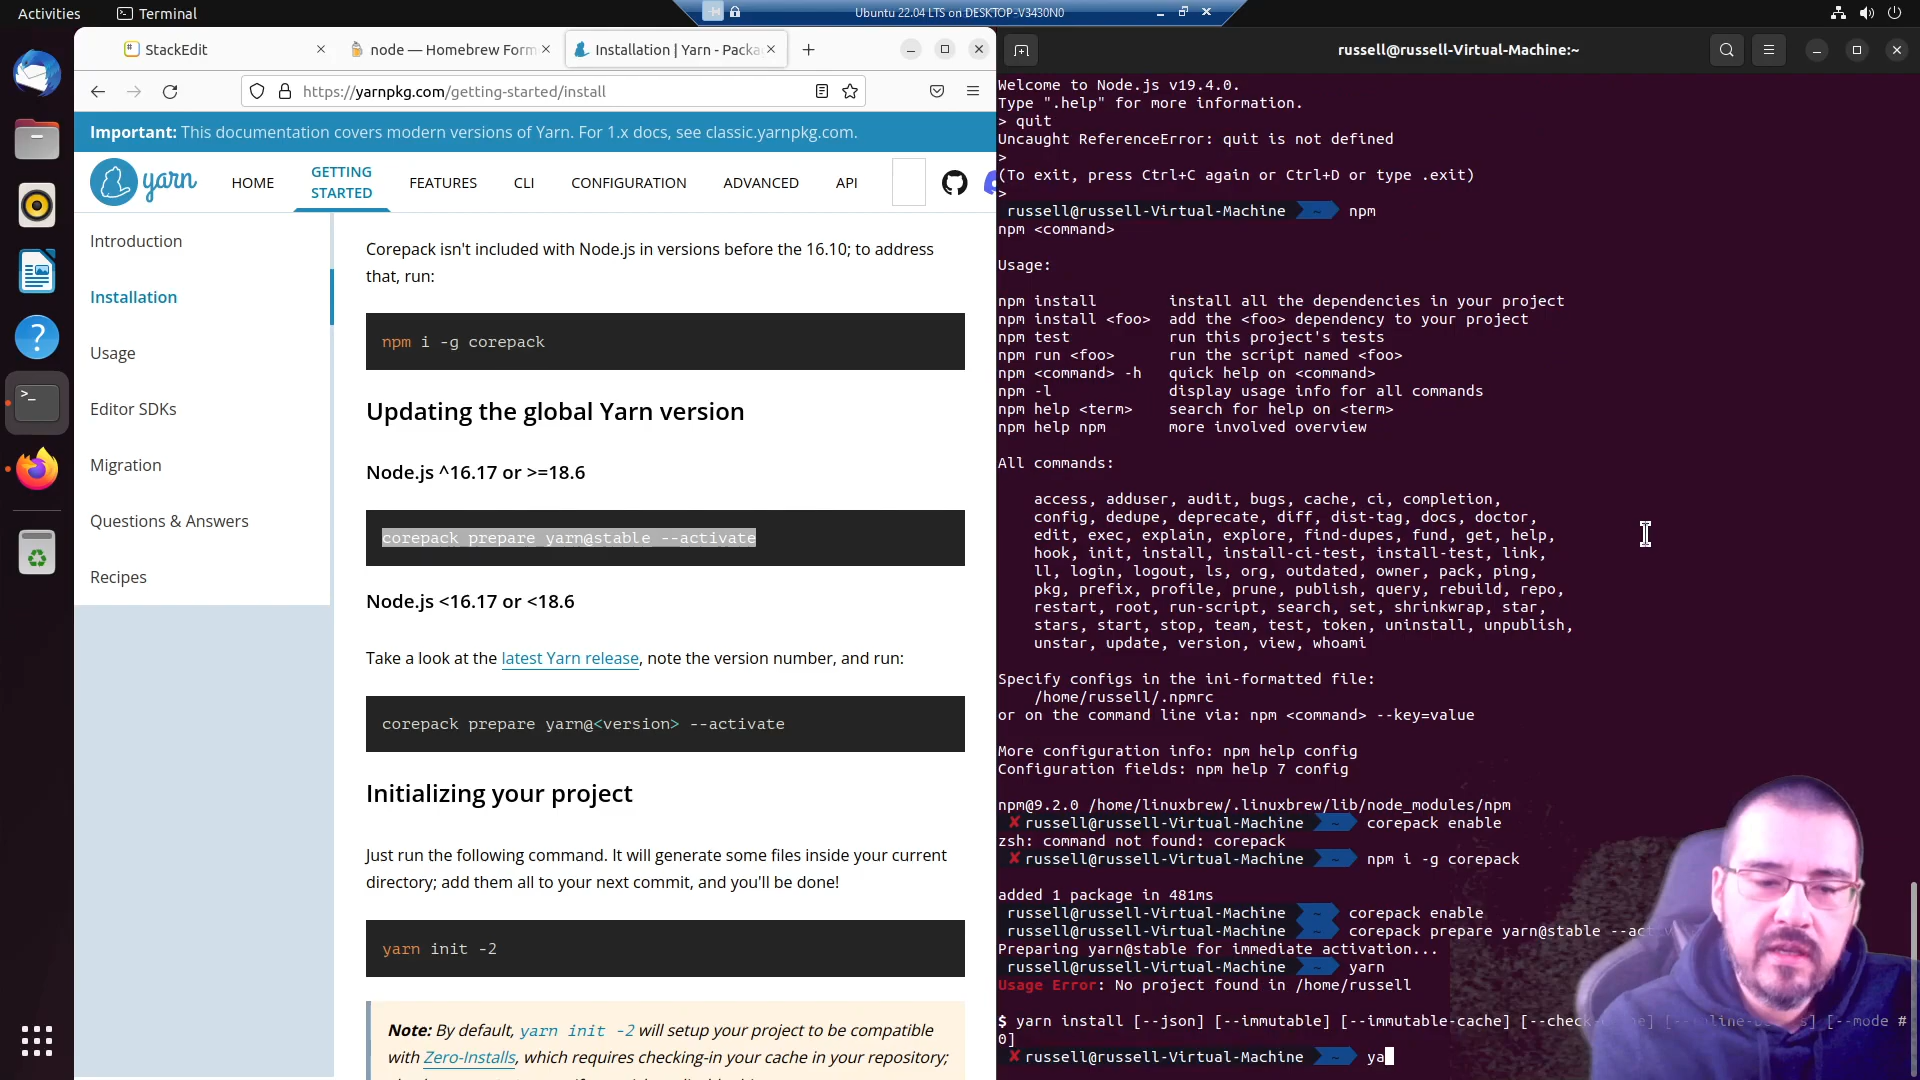 Activities
Terminal
Ubuntu 22.04 LTS on DESKTOP-V3430N0
StackEdit
node — Homebrew Form
Installation | Yarn - Packa
russell@russell-Virtual-Machine:~
https://yarnpkg.com/getting-started/install
Important: This documentation covers modern versions of Yarn. For 1.x docs, see classic.yarnpkg.com.
yarn
HOME
GETTING
STARTED
FEATURES
CLI
CONFIGURATION
ADVANCED
API
Introduction
Installation
Usage
Editor SDKs
Migration
Questions & Answers
Recipes
Corepack isn't included with Node.js in versions before the 16.10; to address
that, run:
npm i -g corepack
Updating the global Yarn version
Node.js ^16.17 or >=18.6
corepack prepare yarn@stable --activate
Node.js <16.17 or <18.6
Take a look at the latest Yarn release, note the version number, and run:
corepack prepare yarn@<version> --activate
Initializing your project
Just run the following command. It will generate some files inside your current
directory; add them all to your next commit, and you'll be done!
yarn init -2
Note: By default, yarn init -2 will setup your project to be compatible
with Zero-Installs, which requires checking-in your cache in your repository;
Welcome to Node.js v19.4.0.
Type ".help" for more information.
> quit
Uncaught ReferenceError: quit is not defined
>
(To exit, press Ctrl+C again or Ctrl+D or type .exit)
>
russell@russell-Virtual-Machine ~ npm
npm <command>
Usage:
npm install install all the dependencies in your project
npm install <foo> add the <foo> dependency to your project
npm test run this project's tests
npm run <foo> run the script named <foo>
npm <command> -h quick help on <command>
npm -l display usage info for all commands
npm help <term> search for help on <term>
npm help npm more involved overview
All commands:
access, adduser, audit, bugs, cache, ci, completion,
config, dedupe, deprecate, diff, dist-tag, docs, doctor,
edit, exec, explain, explore, find-dupes, fund, get, help,
hook, init, install, install-ci-test, install-test, link,
ll, login, logout, ls, org, outdated, owner, pack, ping,
pkg, prefix, profile, prune, publish, query, rebuild, repo,
restart, root, run-script, search, set, shrinkwrap, star,
stars, start, stop, team, test, token, uninstall, unpublish,
unstar, update, version, view, whoami
Specify configs in the ini-formatted file:
/home/russell/.npmrc
or on the command line via: npm <command> --key=value
More configuration info: npm help config
Configuration fields: npm help 7 config
npm@9.2.0 /home/linuxbrew/.linuxbrew/lib/node_modules/npm
✘ russell@russell-Virtual-Machine ~ corepack enable
zsh: command not found: corepack
✘ russell@russell-Virtual-Machine ~ npm i -g corepack
added 1 package in 481ms
russell@russell-Virtual-Machine ~ corepack enable
russell@russell-Virtual-Machine ~ corepack prepare yarn@stable
Preparing yarn@stable for immediate activation...
russell@russell-Virtual-Machine ~ yarn
Usage Error: No project found in /home/russell
$ yarn install [--json] [--immutable] [--immutable-cache] [--mode #
0]
✘ russell@russell-Virtual-Machine ~ ya